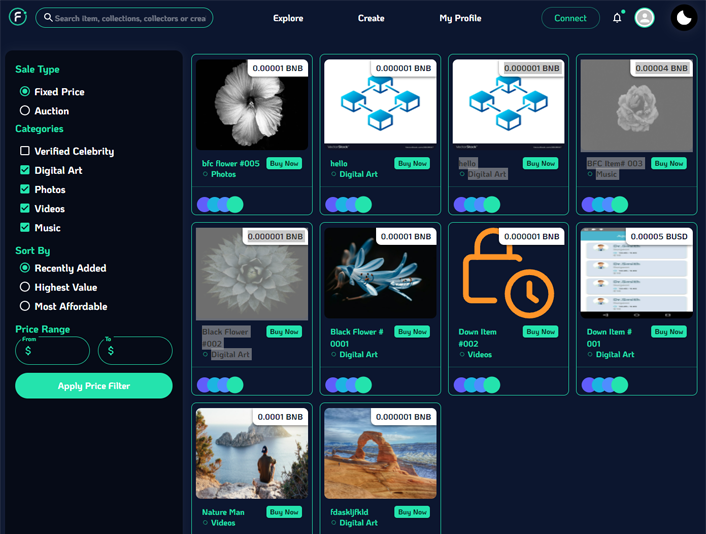 F
Search item, collections, collectors or crea
Explore
Create
My Profile
Connect
Sale Type
Fixed Price
Auction
Categories
Verified Celebrity
Digital Art
Photos
Videos
Music
Sort By
Recently Added
Highest Value
Most Affordable
Price Range
From
$
To
$
Apply Price Filter
0.00001 BNB
bfc flower #005
Buy Now
Photos
0.00001 BNB
hello
Buy Now
Digital Art
0.000001 BNB
hello
Buy Now
Digital Art
0.00004 BNB
BFC Item# 003
Buy Now
Music
0.000001 BNB
Black Flower
#002
Buy Now
Digital Art
0.00001 BNB
Black Flower #
0001
Buy Now
Digital Art
0.00001 BNB
Down Item
#002
Buy Now
Videos
0.00005 BUSD
Down Item #
001
Buy Now
Digital Art
0.0001 BNB
Nature Man
Buy Now
Videos
0.000001 BNB
fdaskljfkld
Buy Now
Digital Art